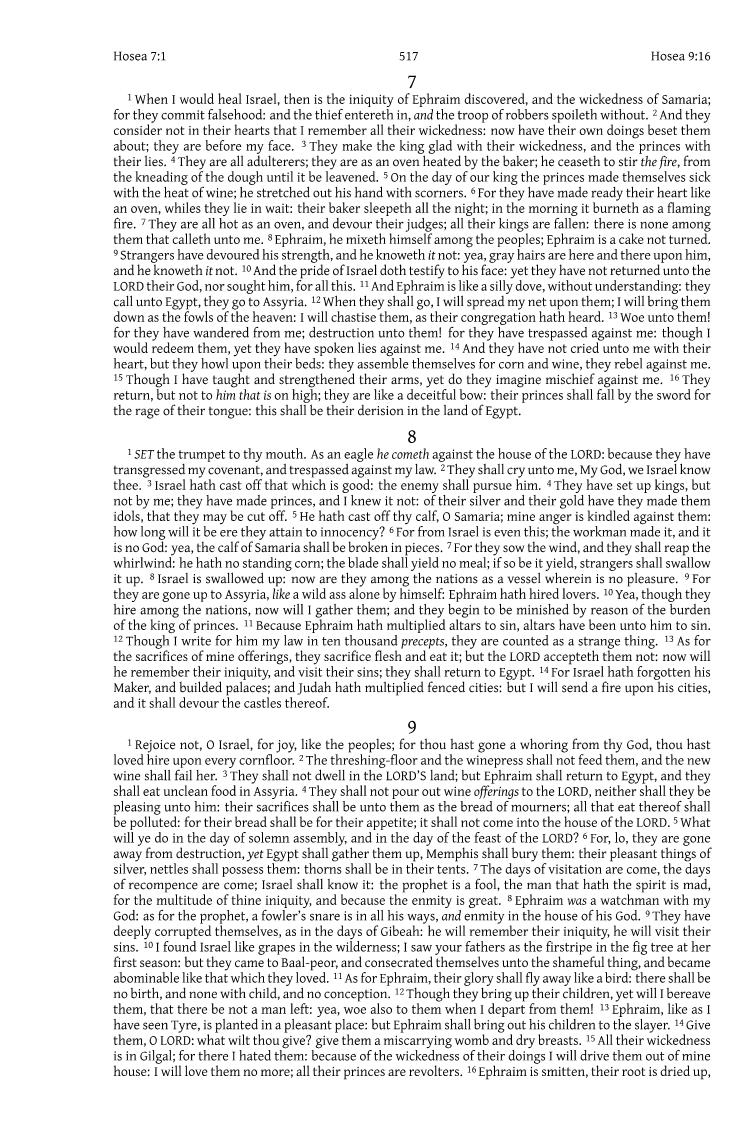 Hosea 7:1 517 Hosea 9:16
7
1 When I would heal Israel, then is the iniquity of Ephraim discovered, and the wickedness of Samaria;
for they commit falsehood: and the thief entereth in, and the troop of robbers spoileth without. 2 And they
consider not in their hearts that I remember all their wickedness: now have their own doings beset them
about; they are before my face. 3 They make the king glad with their wickedness, and the princes with
their lies. 4 They are all adulterers; they are as an oven heated by the baker; he ceaseth to stir the fire, from
the kneading of the dough until it be leavened. 5 On the day of our king the princes made themselves sick
with the heat of wine; he stretched out his hand with scorners. 6 For they have made ready their heart like
an oven, whiles they lie in wait: their baker sleepeth all the night; in the morning it burneth as a flaming
fire. 7 They are all hot as an oven, and devour their judges; all their kings are fallen: there is none among
them that calleth unto me. 8 Ephraim, he mixeth himself among the peoples; Ephraim is a cake not turned.
9 Strangers have devoured his strength, and he knoweth it not: yea, gray hairs are here and there upon him,
and he knoweth it not. 10 And the pride of Israel doth testify to his face: yet they have not returned unto the
LORD their God, nor sought him, for all this. 11 And Ephraim is like a silly dove, without understanding: they
call unto Egypt, they go to Assyria. 12 When they shall go, I will spread my net upon them; I will bring them
down as the fowls of the heaven: I will chastise them, as their congregation hath heard. 13 Woe unto them!
for they have wandered from me; destruction unto them! for they have trespassed against me: though I
would redeem them, yet they have spoken lies against me. 14 And they have not cried unto me with their
heart, but they howl upon their beds: they assemble themselves for corn and wine, they rebel against me.
15 Though I have taught and strengthened their arms, yet do they imagine mischief against me. 16 They
return, but not to him that is on high; they are like a deceitful bow: their princes shall fall by the sword for
the rage of their tongue: this shall be their derision in the land of Egypt.
8
1 SET the trumpet to thy mouth. As an eagle he cometh against the house of the LORD: because they have
transgressed my covenant, and trespassed against my law. 2 They shall cry unto me, My God, we Israel know
thee. 3 Israel hath cast off that which is good: the enemy shall pursue him. 4 They have set up kings, but
not by me; they have made princes, and I knew it not: of their silver and their gold have they made them
idols, that they may be cut off. 5 He hath cast off thy calf, O Samaria; mine anger is kindled against them:
how long will it be ere they attain to innocency? 6 For from Israel is even this; the workman made it, and it
is no God: yea, the calf of Samaria shall be broken in pieces. 7 For they sow the wind, and they shall reap the
whirlwind: he hath no standing corn; the blade shall yield no meal; if so be it yield, strangers shall swallow
it up. 8 Israel is swallowed up: now are they among the nations as a vessel wherein is no pleasure. 9 For
they are gone up to Assyria, like a wild ass alone by himself: Ephraim hath hired lovers. 10 Yea, though they
hire among the nations, now will I gather them; and they begin to be minished by reason of the burden
of the king of princes. 11 Because Ephraim hath multiplied altars to sin, altars have been unto him to sin.
12 Though I write for him my law in ten thousand precepts, they are counted as a strange thing. 13 As for
the sacrifices of mine offerings, they sacrifice flesh and eat it; but the LORD accepteth them not: now will
he remember their iniquity, and visit their sins; they shall return to Egypt. 14 For Israel hath forgotten his
Maker, and builded palaces; and Judah hath multiplied fenced cities: but I will send a fire upon his cities,
and it shall devour the castles thereof.
9
1 Rejoice not, O Israel, for joy, like the peoples; for thou hast gone a whoring from thy God, thou hast
loved hire upon every cornfloor. 2 The threshing-floor and the winepress shall not feed them, and the new
wine shall fail her. 3 They shall not dwell in the LORD'S land; but Ephraim shall return to Egypt, and they
shall eat unclean food in Assyria. 4 They shall not pour out wine offerings to the LORD, neither shall they be
pleasing unto him: their sacrifices shall be unto them as the bread of mourners; all that eat thereof shall
be polluted: for their bread shall be for their appetite; it shall not come into the house of the LORD. 5 What
will ye do in the day of solemn assembly, and in the day of the feast of the LORD? 6 For, lo, they are gone
away from destruction, yet Egypt shall gather them up, Memphis shall bury them: their pleasant things of
silver, nettles shall possess them: thorns shall be in their tents. 7 The days of visitation are come, the days
of recompence are come; Israel shall know it: the prophet is a fool, the man that hath the spirit is mad,
for the multitude of thine iniquity, and because the enmity is great. 8 Ephraim was a watchman with my
God: as for the prophet, a fowler's snare is in all his ways, and enmity in the house of his God. 9 They have
deeply corrupted themselves, as in the days of Gibeah: he will remember their iniquity, he will visit their
sins. 10 I found Israel like grapes in the wilderness; I saw your fathers as the firstripe in the fig tree at her
first season: but they came to Baal-peor, and consecrated themselves unto the shameful thing, and became
abominable like that which they loved. 11 As for Ephraim, their glory shall fly away like a bird: there shall be
no birth, and none with child, and no conception. 12 Though they bring up their children, yet will I bereave
them, that there be not a man left: yea, woe also to them when I depart from them! 13 Ephraim, like as I
have seen Tyre, is planted in a pleasant place: but Ephraim shall bring out his children to the slayer. 14 Give
them, O LORD: what wilt thou give? give them a miscarrying womb and dry breasts. 15 All their wickedness
is in Gilgal; for there I hated them: because of the wickedness of their doings I will drive them out of mine
house: I will love them no more; all their princes are revolters. 16 Ephraim is smitten, their root is dried up,